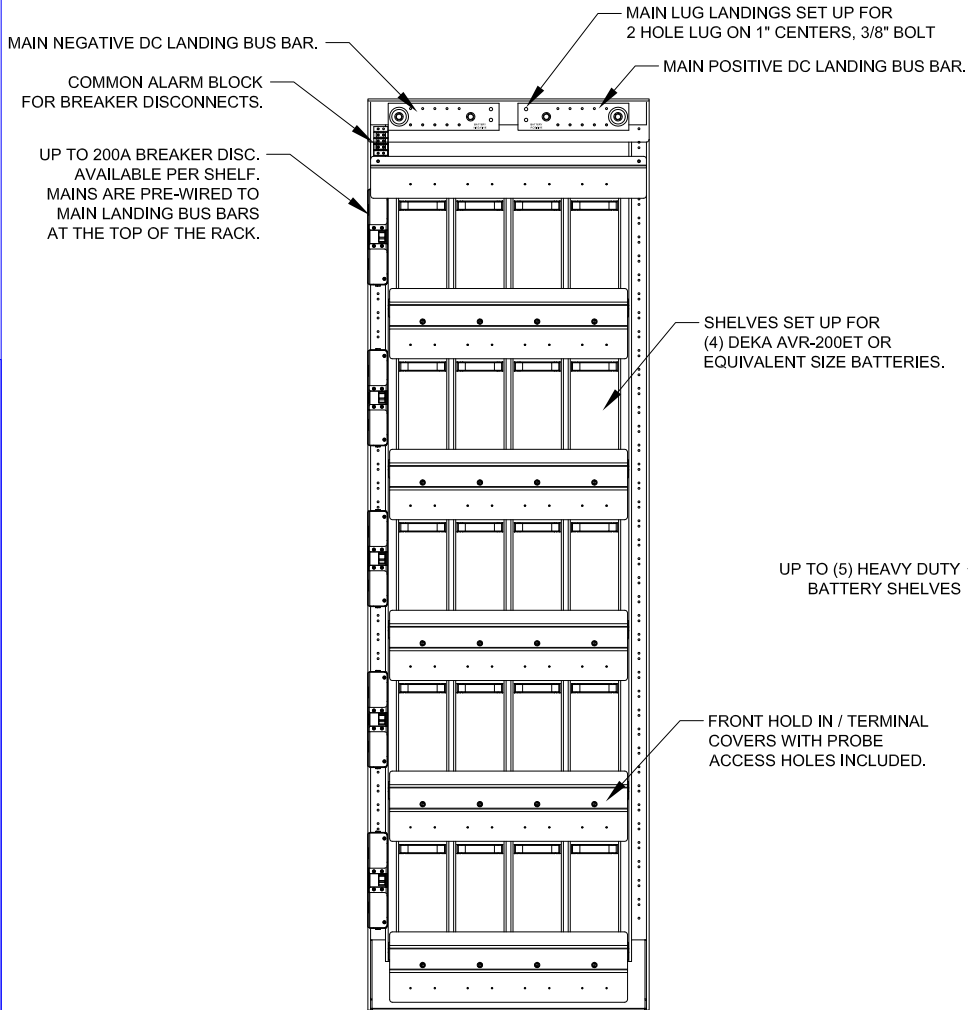 MAIN NEGATIVE DC LANDING BUS BAR.
MAIN LUG LANDINGS SET UP FOR
2 HOLE LUG ON 1" CENTERS, 3/8" BOLT
MAIN POSITIVE DC LANDING BUS BAR.
COMMON ALARM BLOCK
FOR BREAKER DISCONNECTS.
UP TO 200A BREAKER DISC.
AVAILABLE PER SHELF.
MAINS ARE PRE-WIRED TO
MAIN LANDING BUS BARS
AT THE TOP OF THE RACK.
SHELVES SET UP FOR
(4) DEKA AVR-200ET OR
EQUIVALENT SIZE BATTERIES.
UP TO (5) HEAVY DUTY
BATTERY SHELVES
FRONT HOLD IN / TERMINAL
COVERS WITH PROBE
ACCESS HOLES INCLUDED.